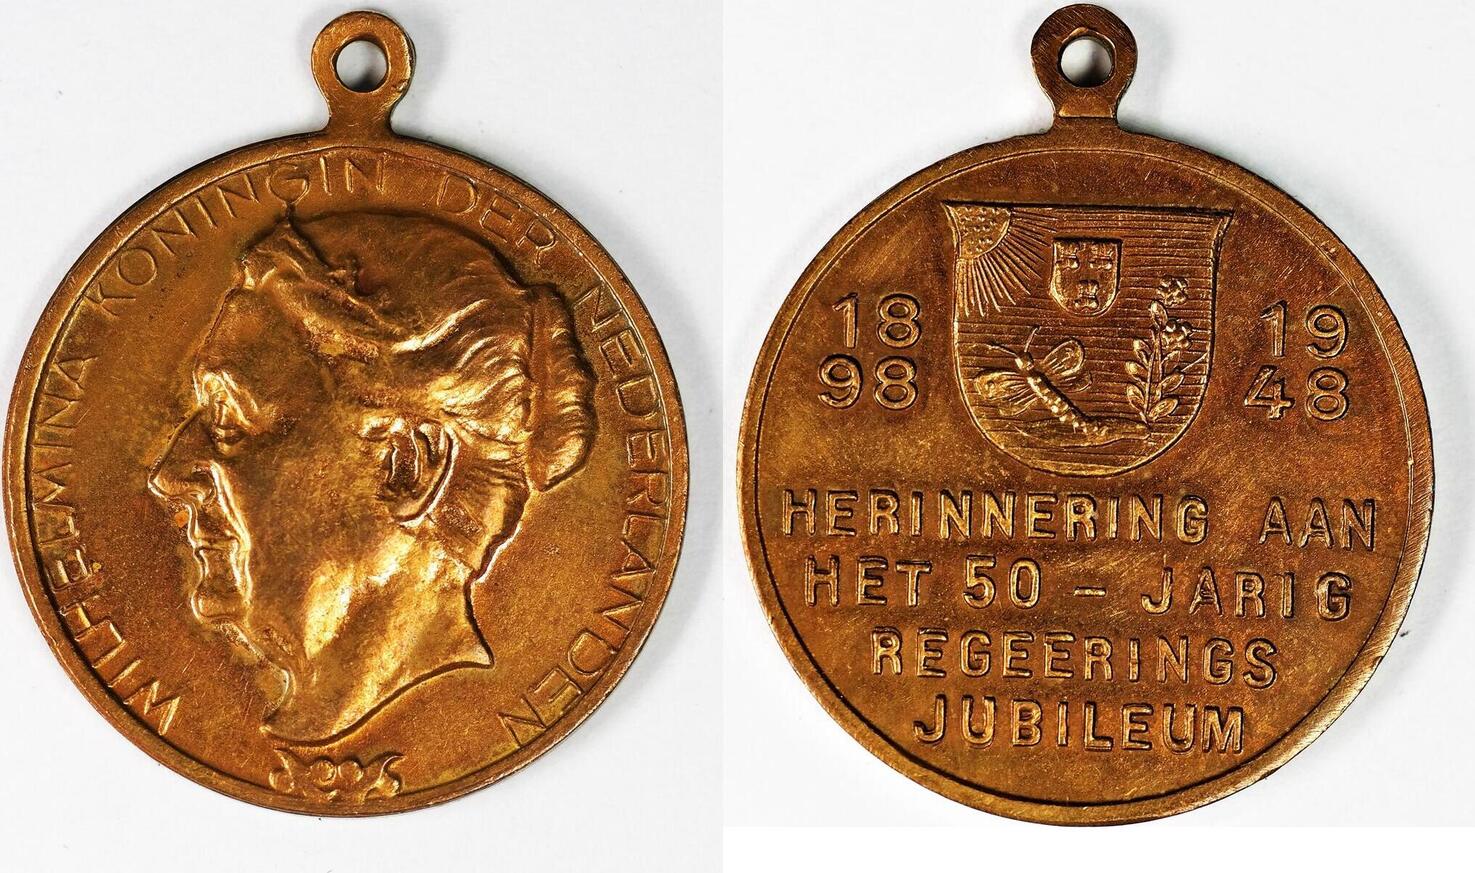 WILHELMINA KONINGIN DER NEDERLANDEN
18 19
98 48
HERINNERING AAN
HET 50 - JARIG
REGEERINGS
JUBILEUM